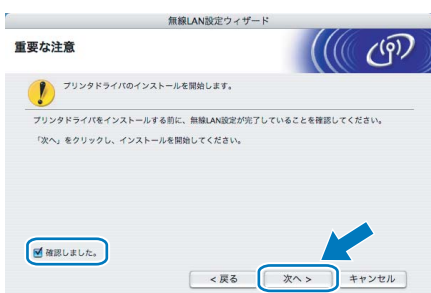 無線LAN設定ウィザード
重要な注意
プリンタドライバのインストールを開始します。
プリンタドライバをインストールする前に、無線LAN設定が完了していることを確認してください。
「次へ」をクリックし、インストールを開始してください。
確認しました。
< 戻る 次へ > キャンセル